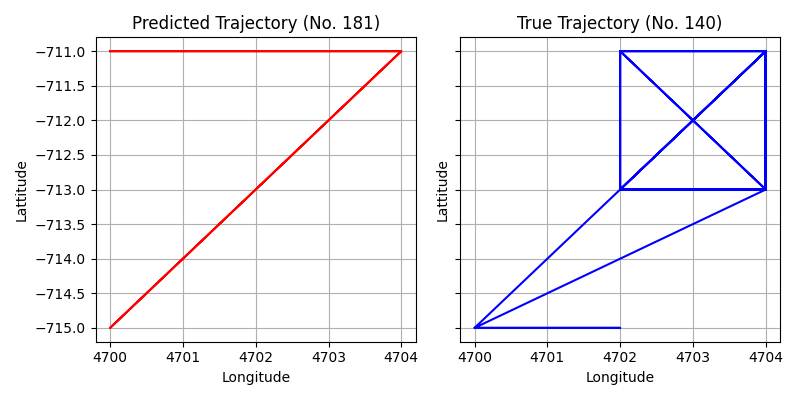 Predicted Trajectory (No. 181)
True Trajectory (No. 140)
Lattitude
−711.0
−711.5
−712.0
−712.5
−713.0
−713.5
−714.0
−714.5
−715.0
4700 4701 4702 4703 4704
Longitude
Lattitude
4700 4701 4702 4703 4704
Longitude